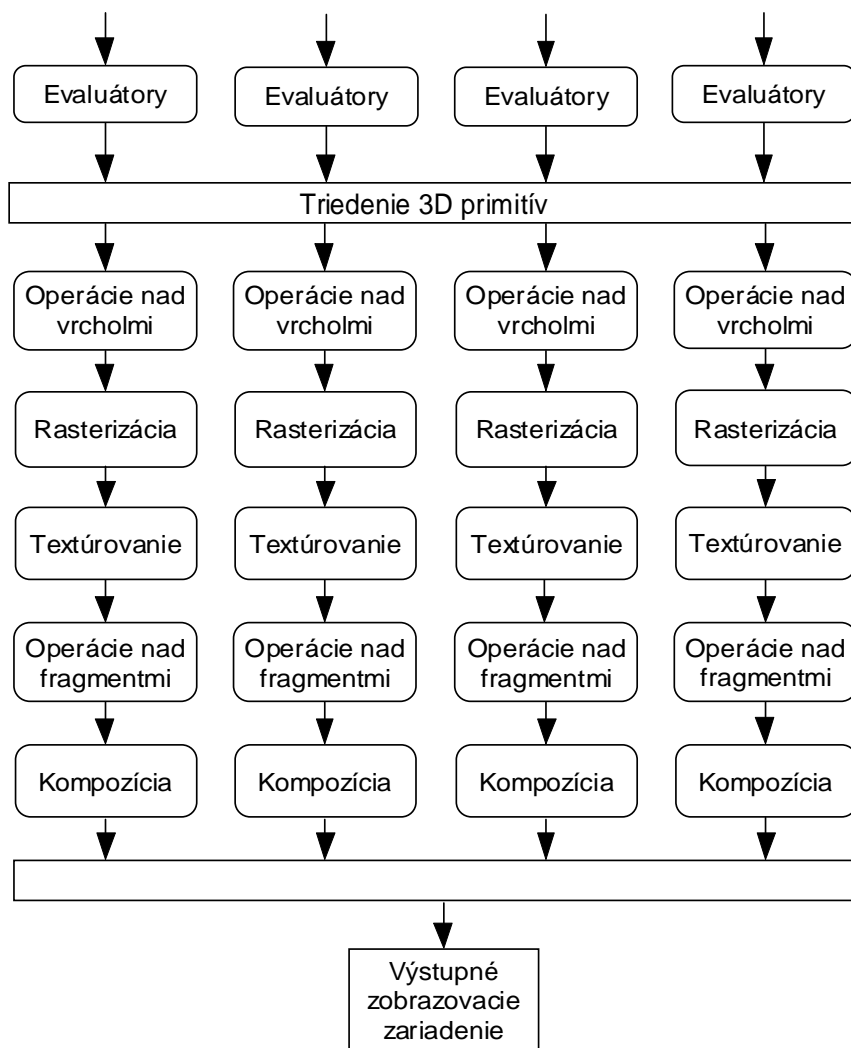 Evaluátory Evaluátory Evaluátory Evaluátory
Triedenie 3D primitív
Operácie nad Operácie nad Operácie nad Operácie nad
vrcholmi vrcholmi vrcholmi vrcholmi
Rasterizácia Rasterizácia Rasterizácia Rasterizácia
Textúrovanie Textúrovanie Textúrovanie Textúrovanie
Operácie nad Operácie nad Operácie nad Operácie nad
fragmentmi fragmentmi fragmentmi fragmentmi
Kompozícia Kompozícia Kompozícia Kompozícia
Výstupné
zobrazovacie
zariadenie